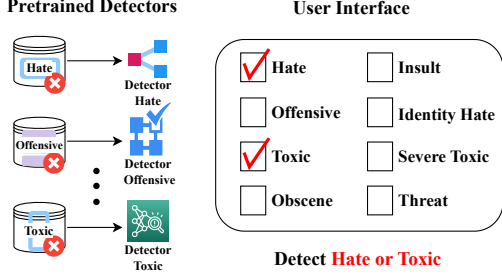 Pretrained Detectors
Hate
Detector
Hate
Offensive
Detector
Offensive
Toxic
Detector
Toxic
User Interface
Hate
Insult
Offensive
Identity Hate
Toxic
Severe Toxic
Obscene
Threat
Detect Hate or Toxic